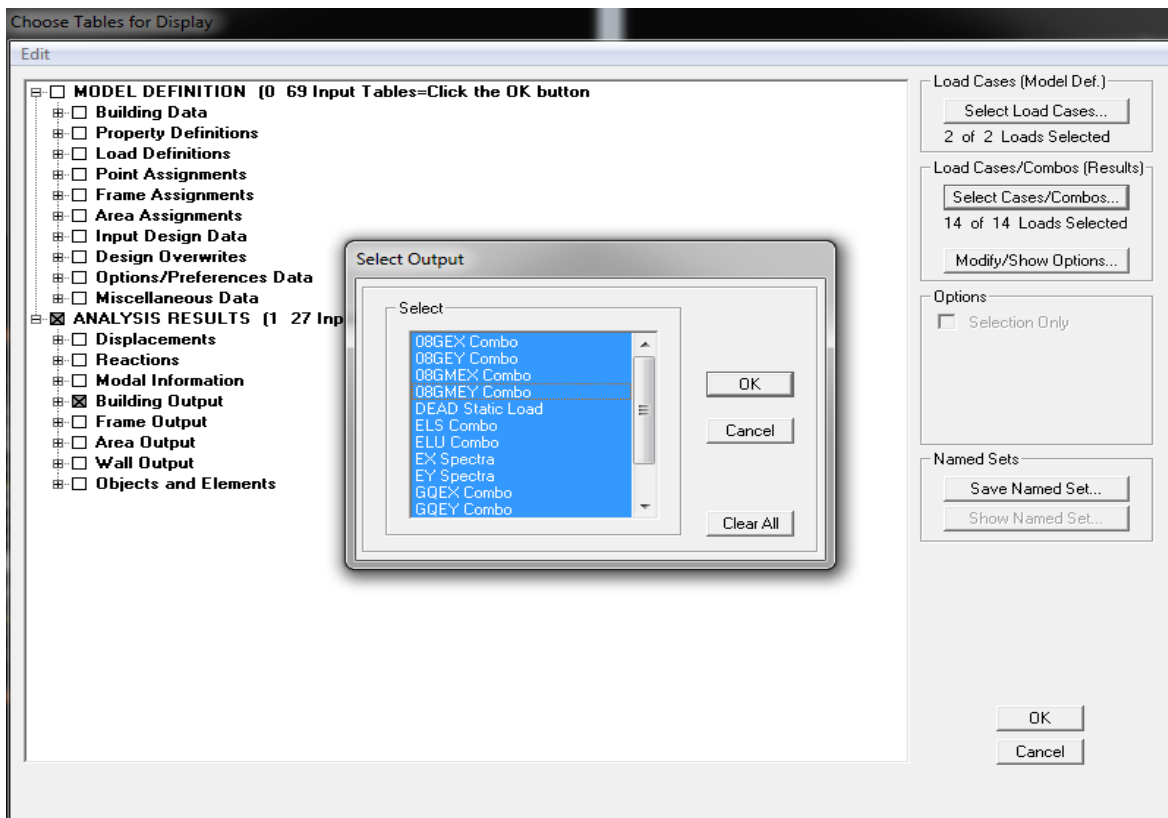 Choose Tables for Display
Edit
MODEL DEFINITION (0 69 Input Tables=Click the OK button
Building Data
Property Definitions
Load Definitions
Point Assignments
Frame Assignments
Area Assignments
Input Design Data
Design Overwrites
Options/Preferences Data
Miscellaneous Data
ANALYSIS RESULTS (1 27 Inp
Displacements
Reactions
Modal Information
Building Output
Frame Output
Area Output
Wall Output
Objects and Elements
Select Output
Select
08GEX Combo
08GEY Combo
08GMEX Combo
08GMEY Combo
DEAD Static Load
ELS Combo
ELU Combo
EX Spectra
EY Spectra
GQEX Combo
GQEY Combo
OK
Cancel
Clear All
Load Cases (Model Def.)
Select Load Cases...
2 of 2 Loads Selected
Load Cases/Combos (Results)
Select Cases/Combos...
14 of 14 Loads Selected
Modify/Show Options...
Options
Selection Only
Named Sets
Save Named Set...
Show Named Set...
OK
Cancel